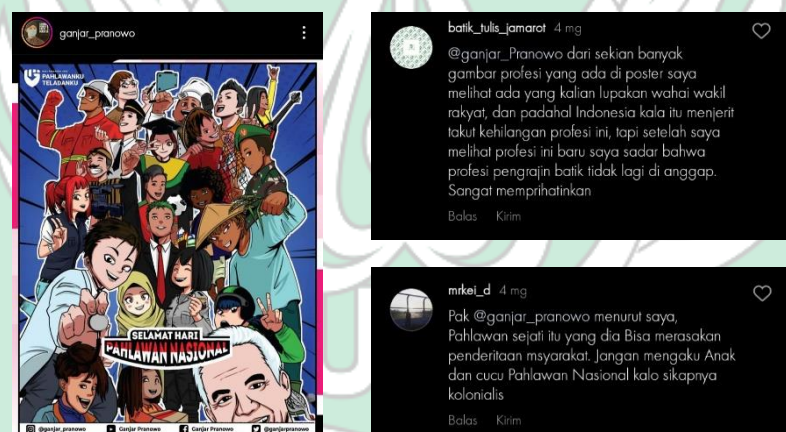 ganjar_pranowo
PAHLAWANKU
TELADANKU
SELAMAT HARI
PAHLAWAN NASIONAL
@ganjar_pranowo Ganjar Pranowo Ganjar Pranowo @ganjarpranowo
batik_tulis_jamarot 4 mg
@ganjar_Pranowo dari sekian banyak
gambar profesi yang ada di poster saya
melihat ada yang kalian lupakan wahai wakil
rakyat, dan padahal Indonesia kala itu menjerit
takut kehilangan profesi ini, tapi setelah saya
melihat profesi ini baru saya sadar bahwa
profesi pengrajin batik tidak lagi di anggap.
Sangat memprihatinkan
Balas Kirim
mrkei_d 4 mg
Pak @ganjar_pranowo menurut saya,
Pahlawan sejati itu yang dia Bisa merasakan
penderitaan msyarakat. Jangan mengaku Anak
dan cucu Pahlawan Nasional kalo sikapnya
kolonialis
Balas Kirim